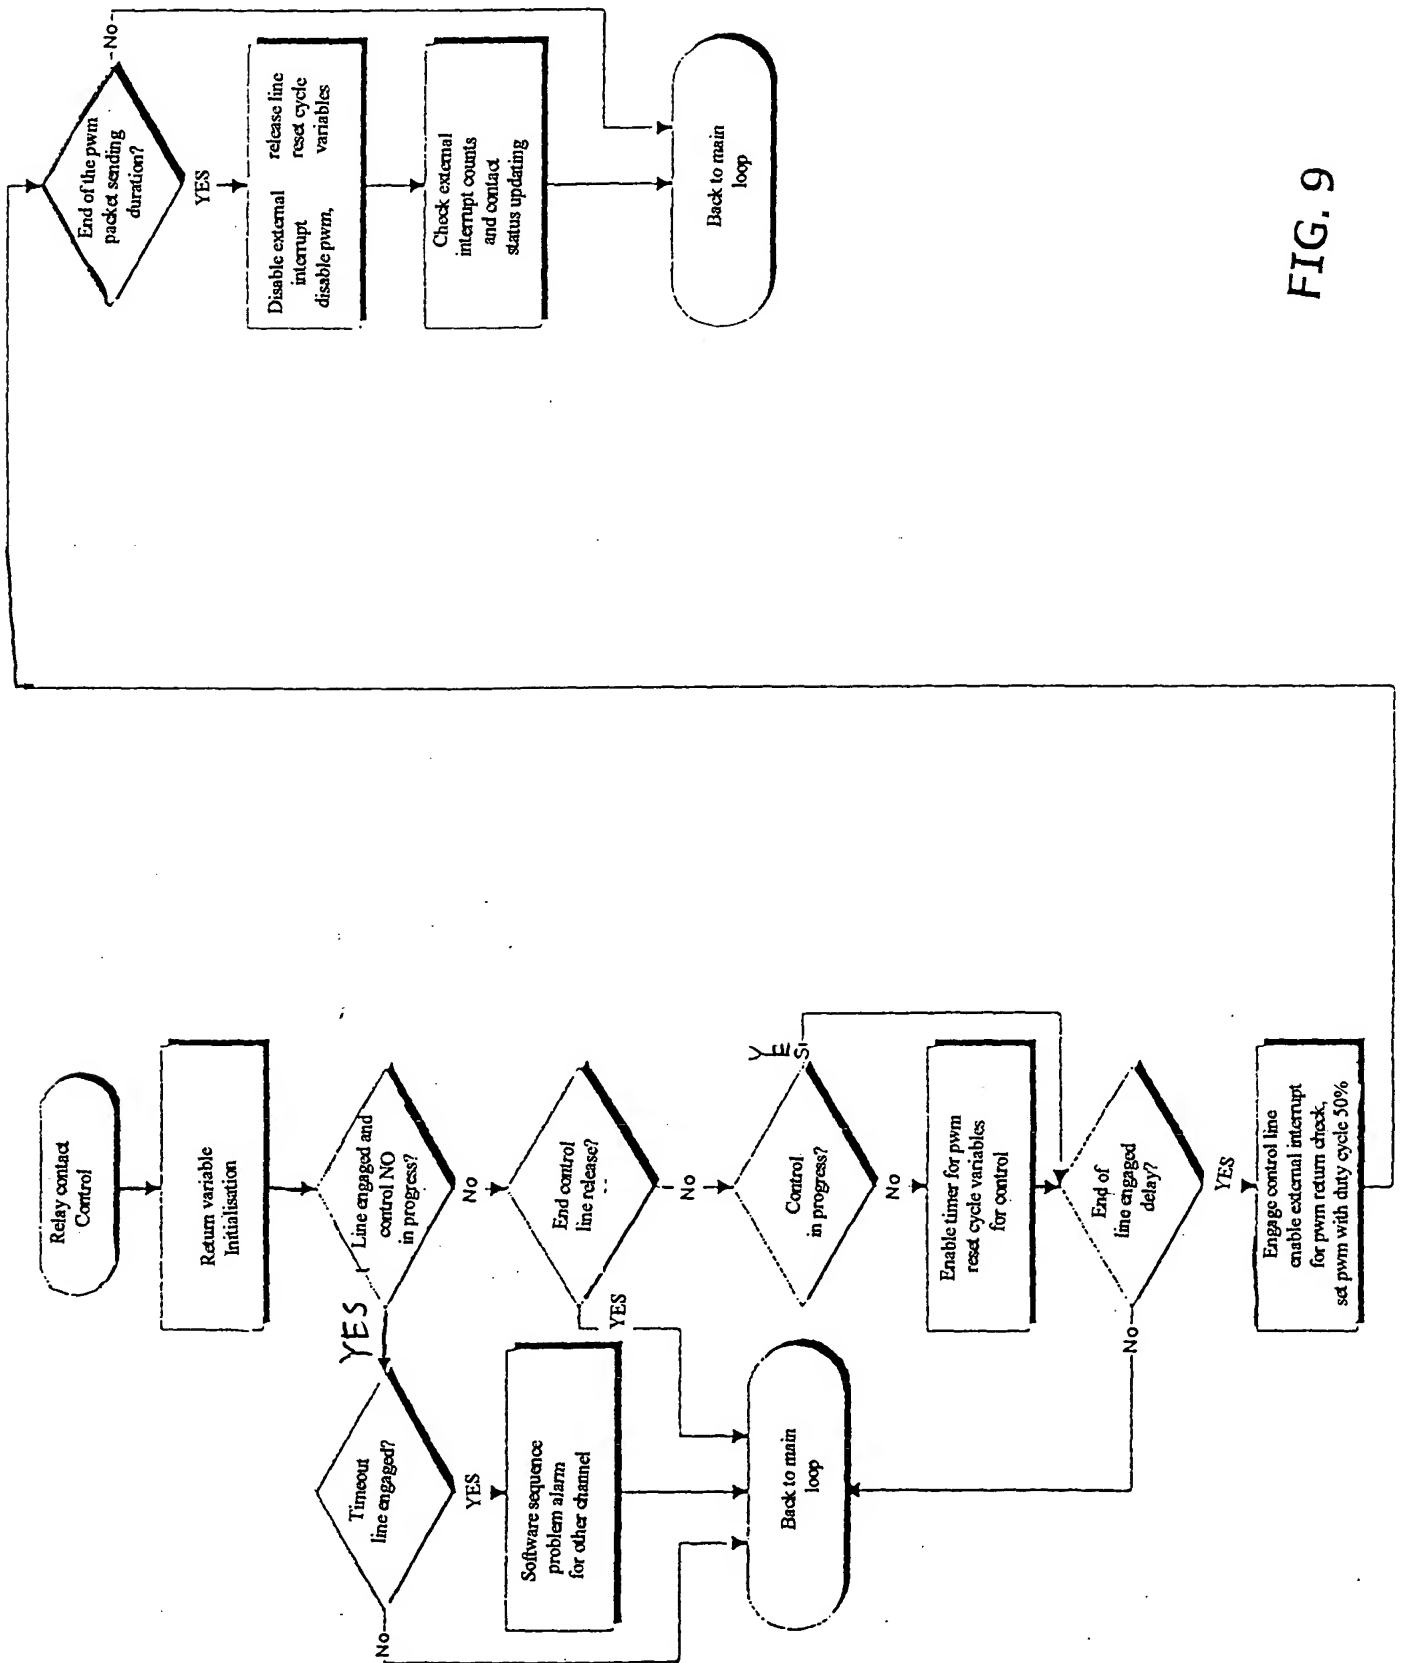 Relay contact
Control
Return variable
Initialisation
Line engaged and
control NO
in progress?
YES
No
Timeout
line engaged?
No
YES
Software sequence
problem alarm
for other channel
End control
line release?
YES
No
Control
in progress?
YES
No
Back to main
loop
Enable timer for pwm
reset cycle variables
for control
End of
line engaged
delay?
No
YES
Engage control line
enable external interrupt
for pwm return check,
set pwm with duty cycle 50%
End of the pwm
packet sending
duration?
No
YES
Disable external release line
interrupt reset cycle
disable pwm, variables
Check external
interrupt counts
and contact
status updating
Back to main
loop
FIG. 9